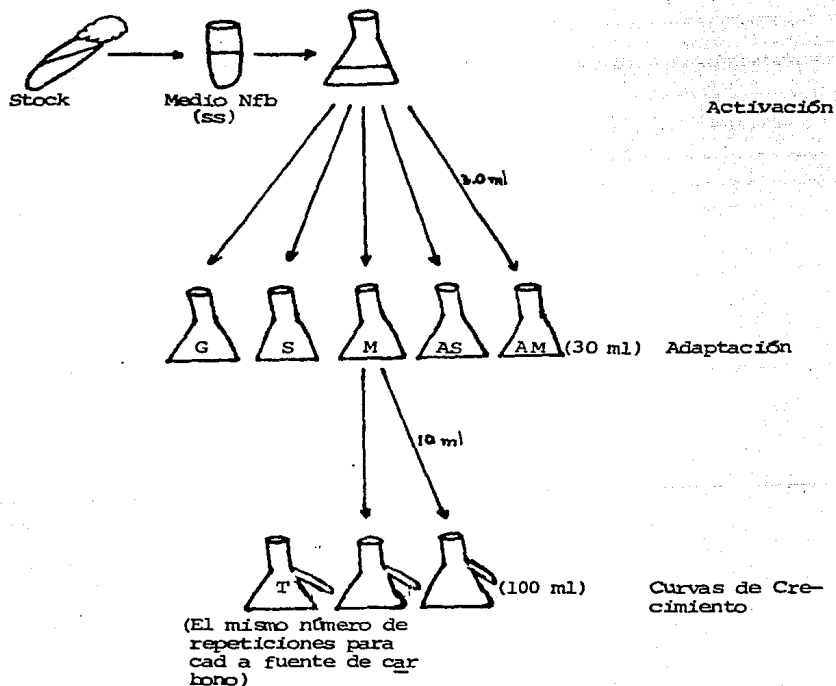 Stock
Medio Nfb
(ss)
Activación
3.0 ml
G
S
M
AS
AM
(30 ml)
Adaptación
10 ml
T
(100 ml)
Curvas de Cre-
cimiento
(El mismo número de
repeticiones para
cad a fuente de car
bono)